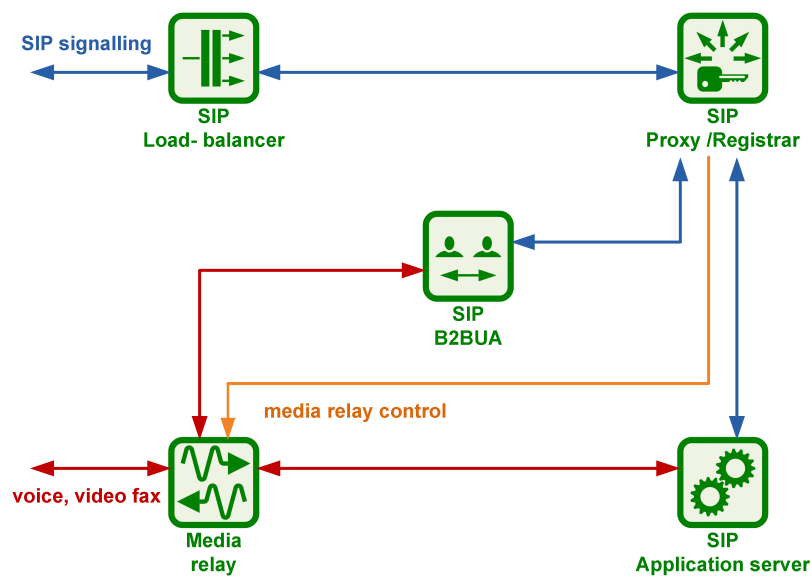 SIP signalling
SIP
Load- balancer
SIP
Proxy /Registrar
SIP
B2BUA
media relay control
voice, video fax
Media
relay
SIP
Application server